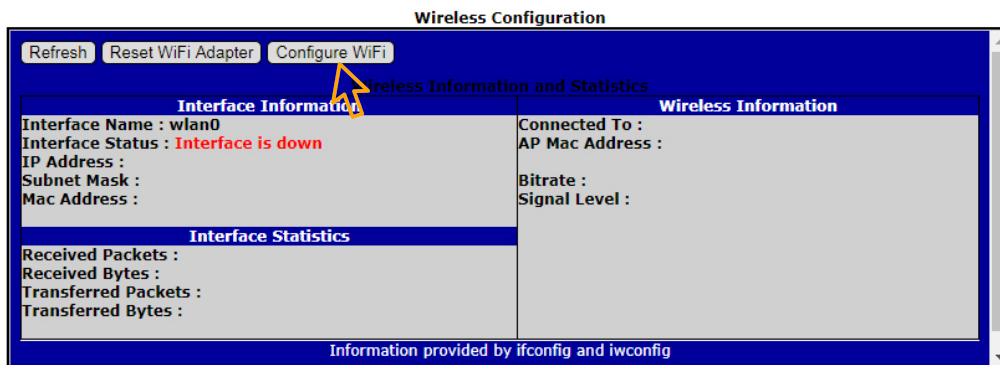 Wireless Configuration
Refresh Reset WiFi Adapter Configure WiFi
Wireless Information and Statistics
Interface Information
Interface Name : wlan0
Interface Status : Interface is down
IP Address :
Subnet Mask :
Mac Address :
Interface Statistics
Received Packets :
Received Bytes :
Transferred Packets :
Transferred Bytes :
Wireless Information
Connected To :
AP Mac Address :
Bitrate :
Signal Level :
Information provided by ifconfig and iwconfig